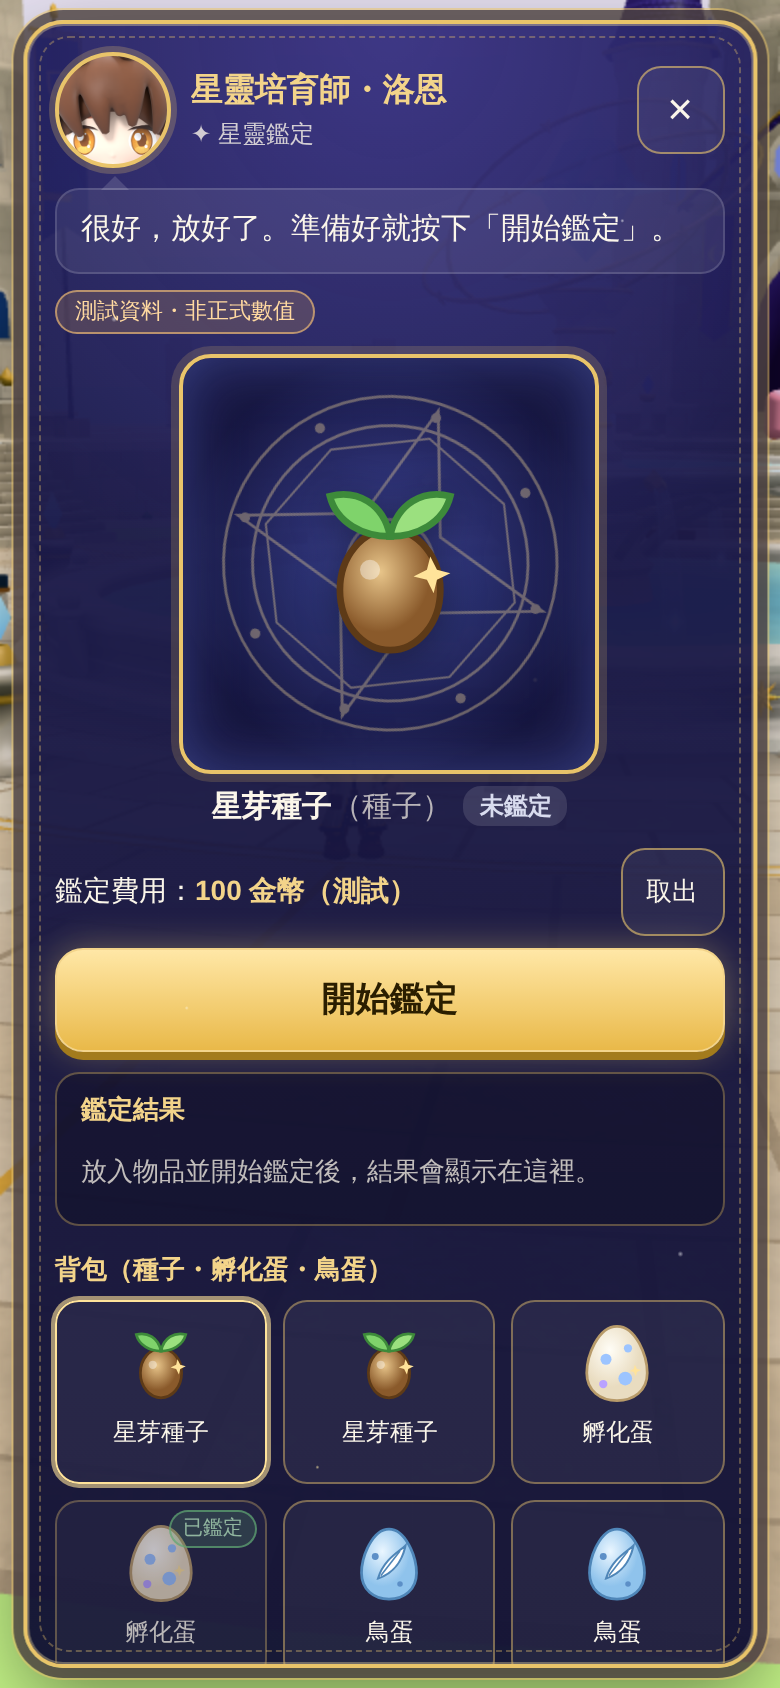 星靈培育師・洛恩
✦ 星靈鑑定
✕
很好，放好了。準備好就按下「開始鑑定」。
測試資料・非正式數值
星芽種子（種子） 未鑑定
鑑定費用：100 金幣（測試） 取出
開始鑑定
鑑定結果
放入物品並開始鑑定後，結果會顯示在這裡。
背包（種子・孵化蛋・鳥蛋）
星芽種子 星芽種子 孵化蛋
已鑑定
孵化蛋 鳥蛋 鳥蛋